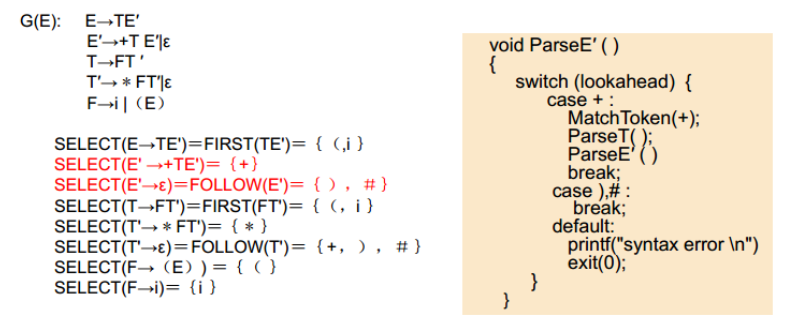 G(E): E→TE′
E′→+T E′|ε
T→FT ′
T′→＊FT′|ε
F→i |（E）
SELECT(E→TE')=FIRST(TE')=｛ (,i｝
SELECT(E' →+TE')=｛+｝
SELECT(E'→ε)=FOLLOW(E')=｛ ) ，#｝
SELECT(T→FT')=FIRST(FT')=｛（，i｝
SELECT(T'→＊FT')=｛＊｝
SELECT(T'→ε)=FOLLOW(T')=｛+，），#｝
SELECT(F→（E）)=｛（｝
SELECT(F→i)=｛i｝
void ParseE′ ( )
{
switch (lookahead) {
case + :
MatchToken(+);
ParseT( );
ParseE′ ( )
break;
case ),# :
break;
default:
printf("syntax error \n")
exit(0);
}
}